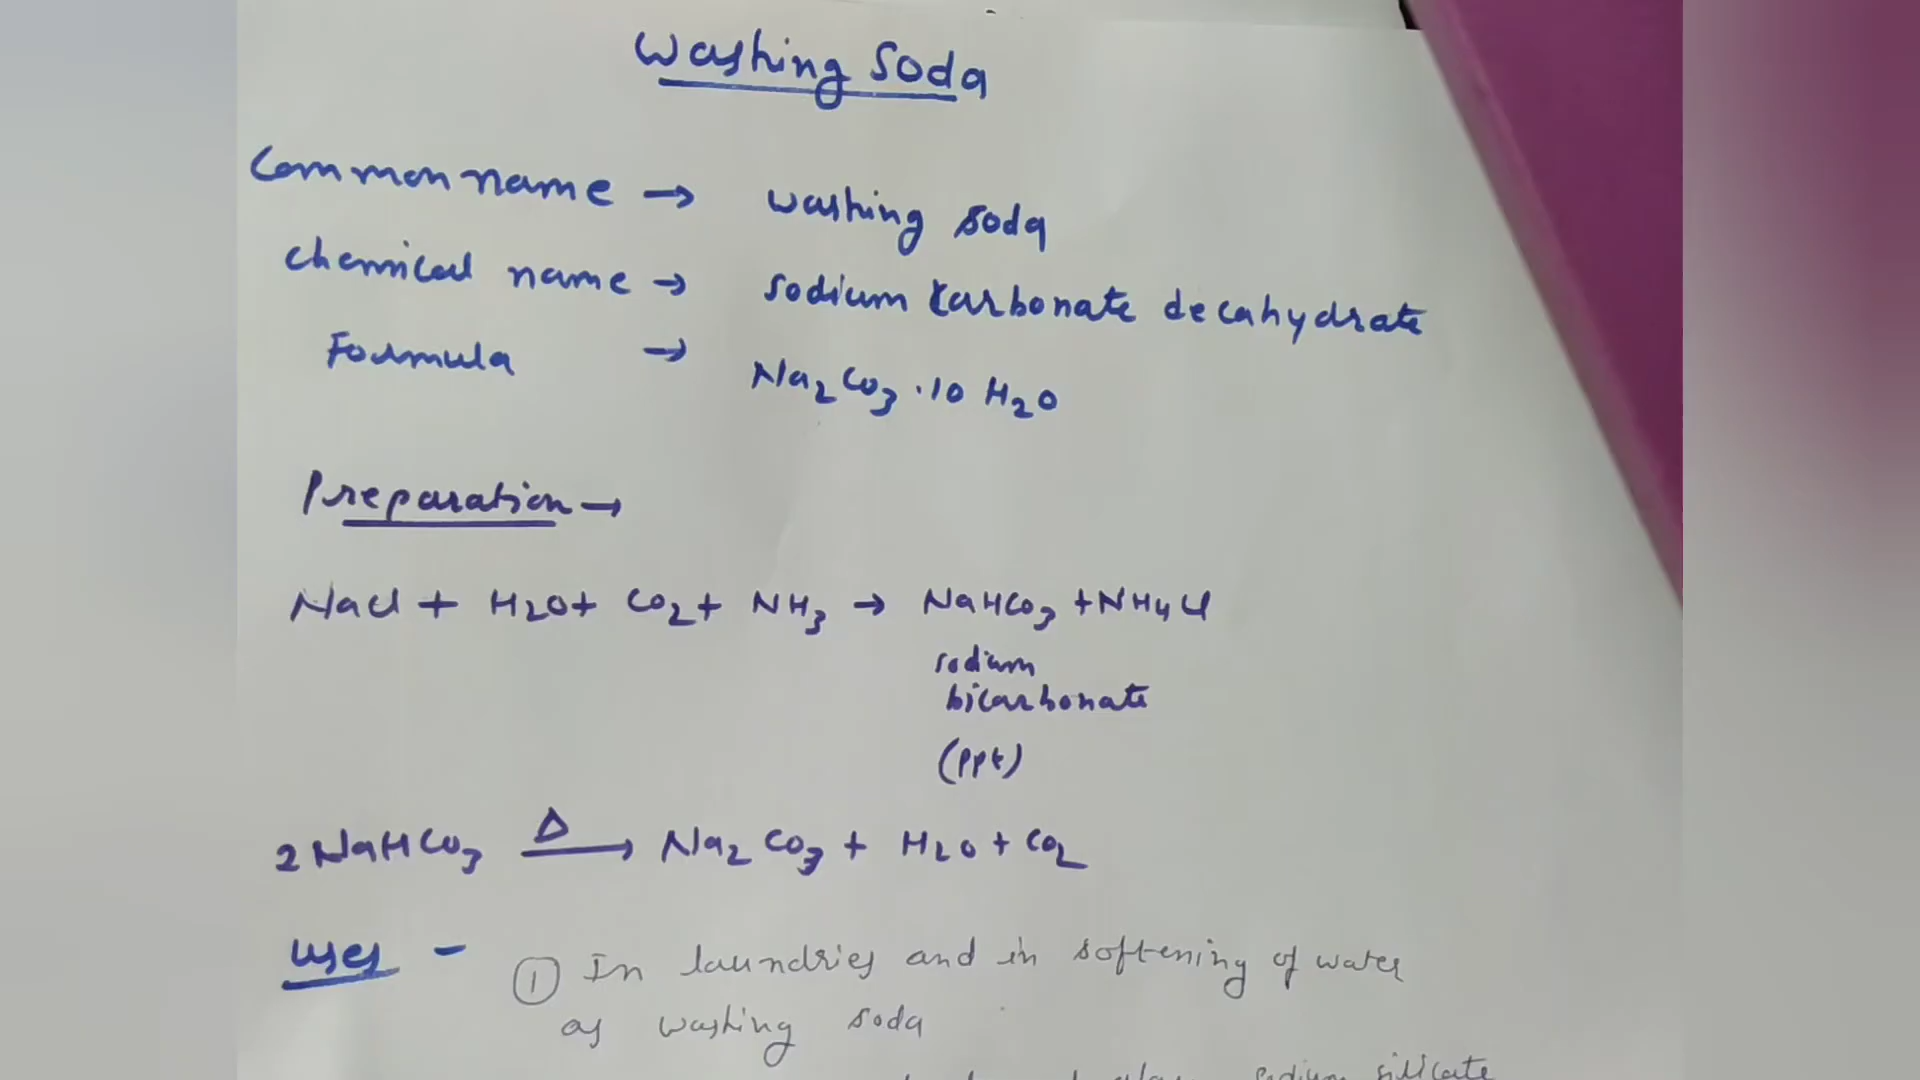 Washing Soda
Common name → washing soda
chemical name → sodium carbonate decahydrate
Formula → Na₂CO₃ · 10 H₂O
Preparation →
NaCl + H₂O + CO₂ + NH₃ → NaHCO₃ + NH₄Cl
sodium
bicarbonate
(ppt)
2NaHCO₃ —Δ→ Na₂CO₃ + H₂O + CO₂
Uses -
① In laundries and in softening of water
as washing soda
sodium silicate